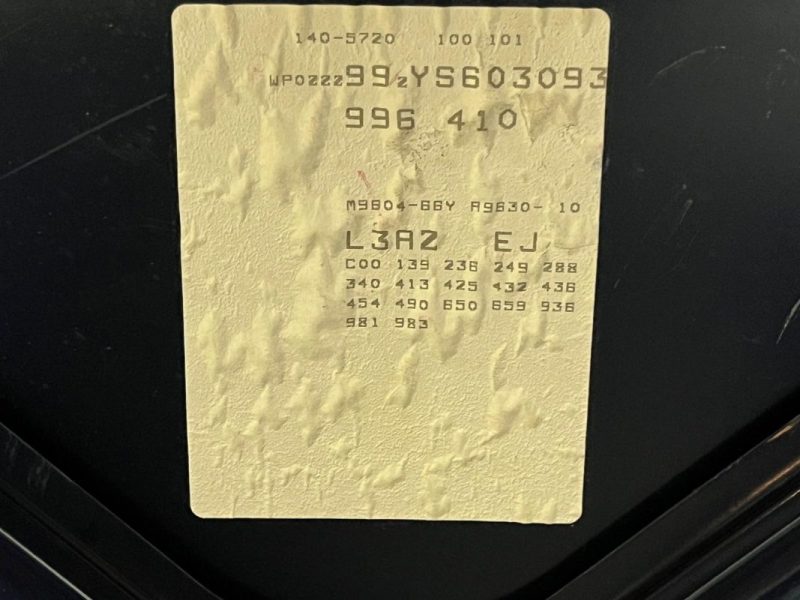 140-5720 100 101
WP0ZZZ99ZYS603093
996 410
M9604-66Y A9630- 10
L3AZ EJ
C00 139 236 249 288
340 413 425 432 436
454 490 650 659 936
981 983